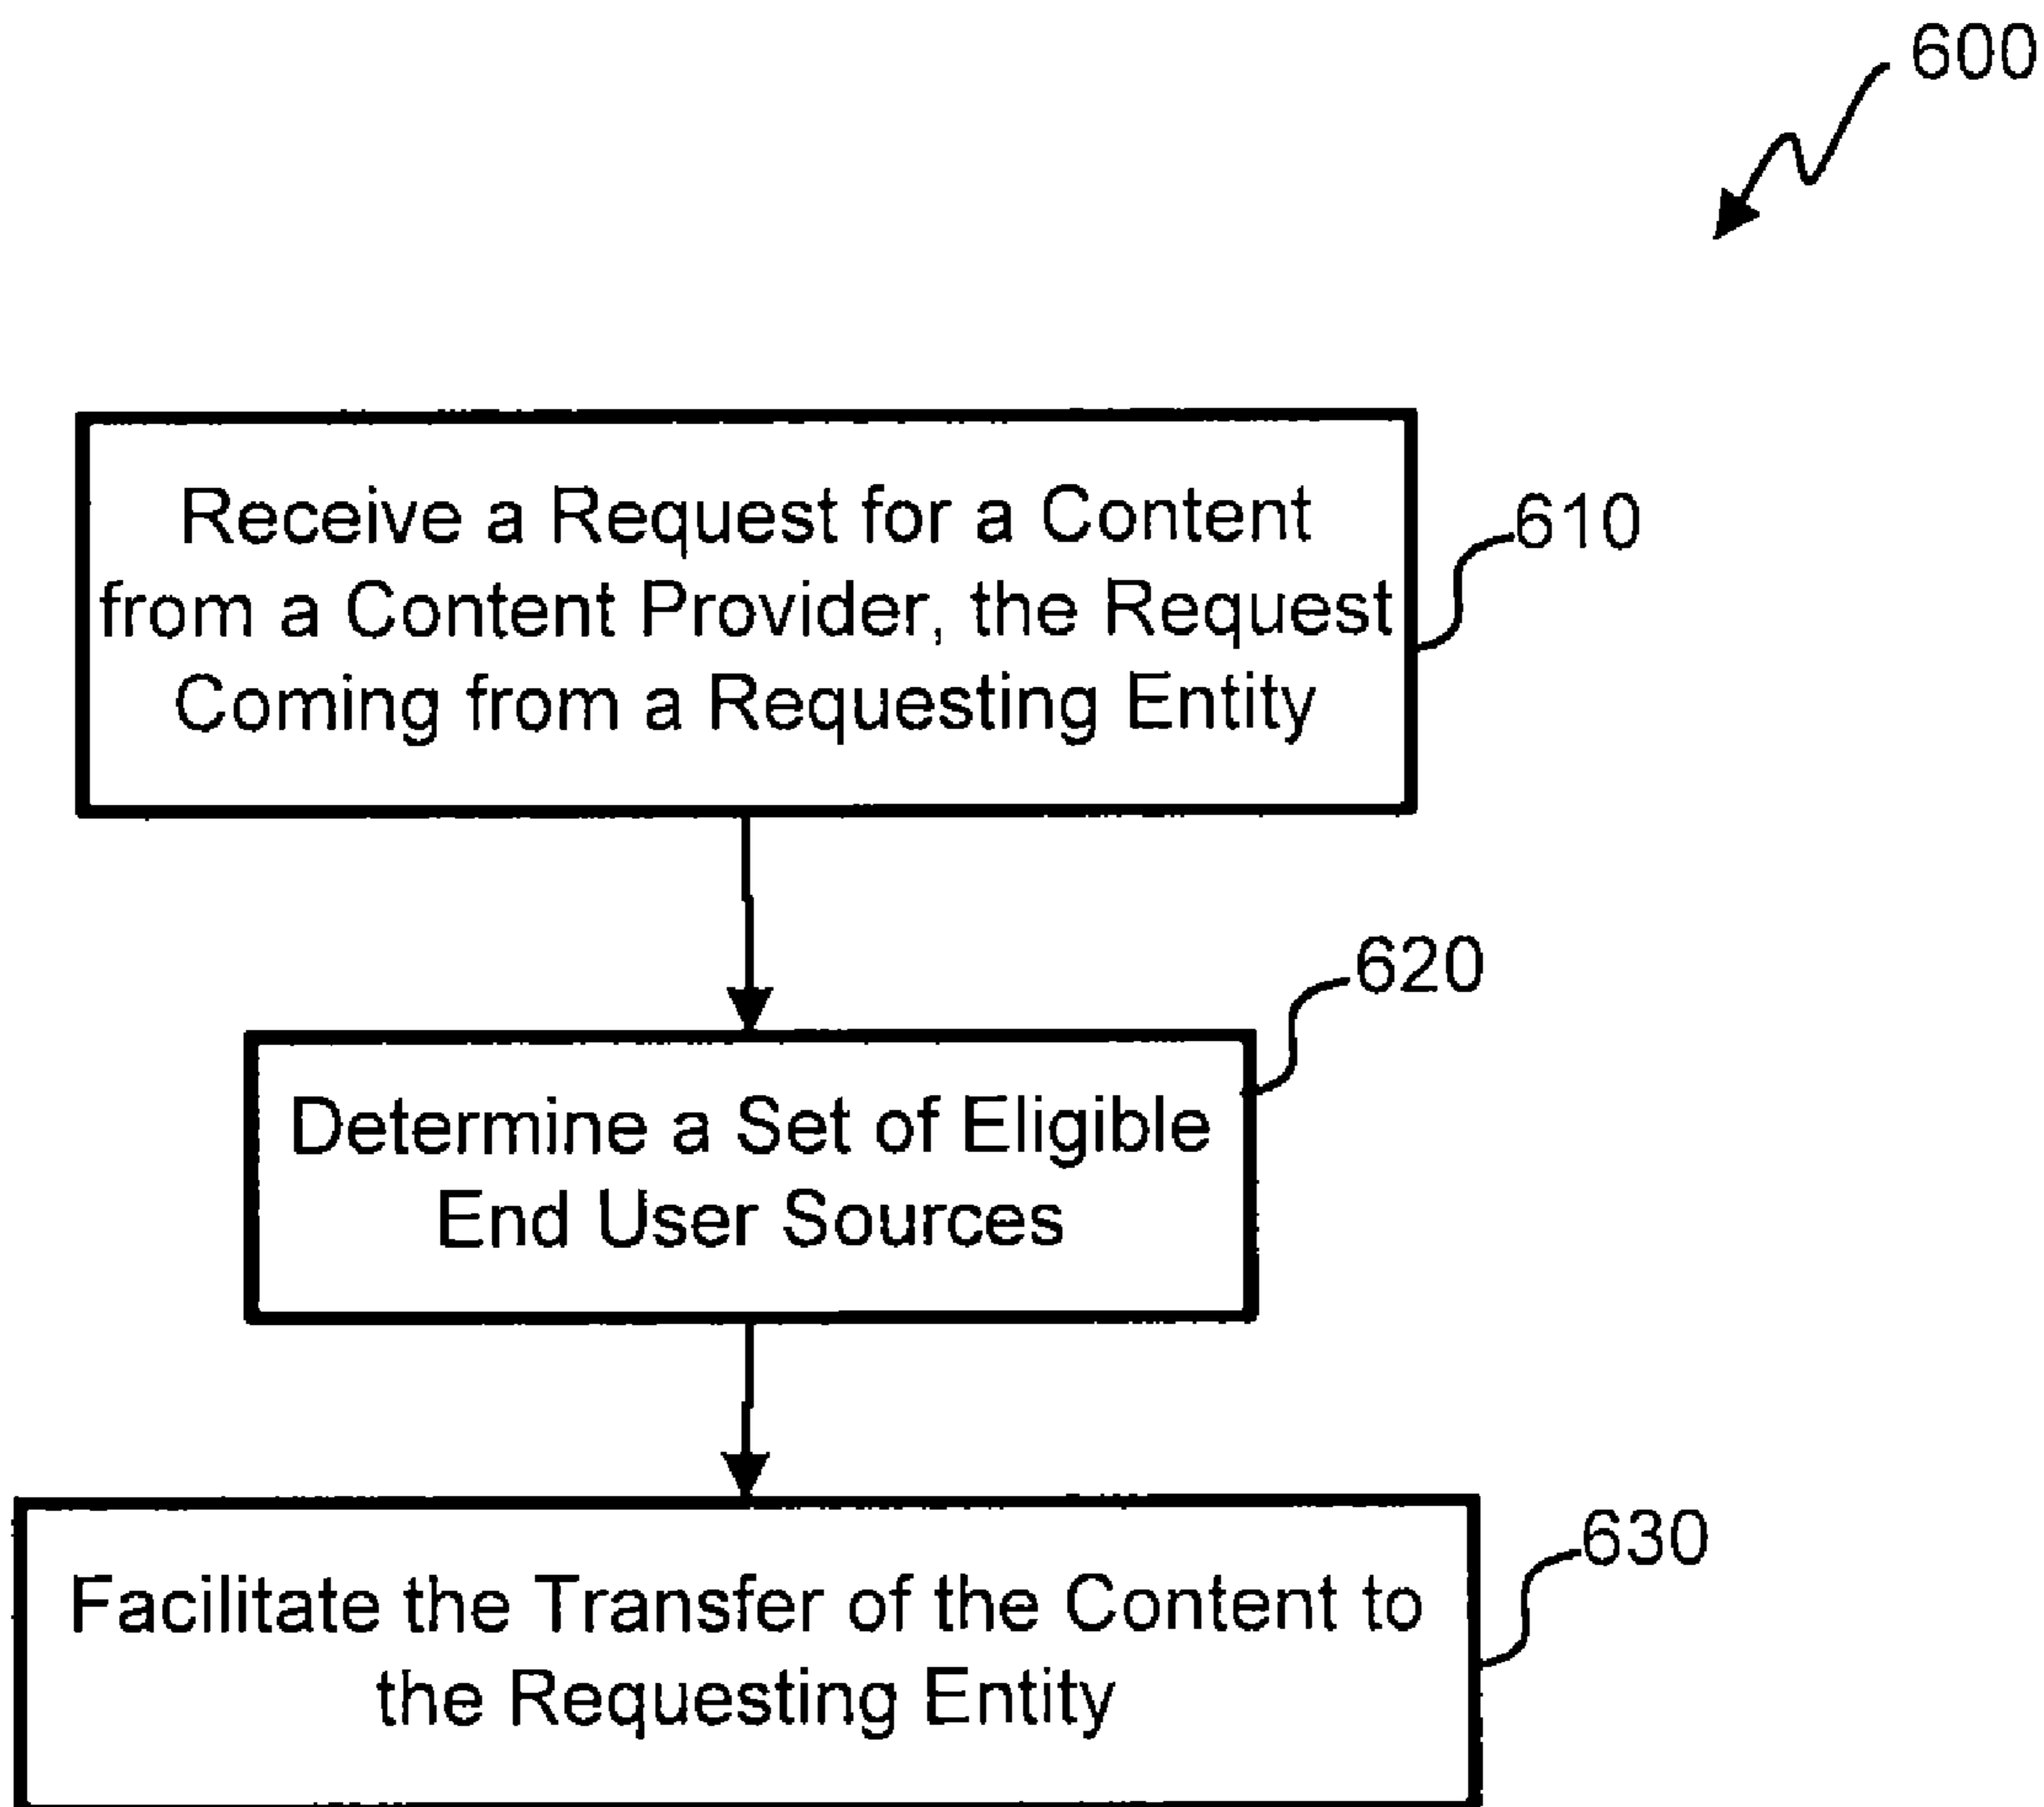 600
Receive a Request for a Content
from a Content Provider, the Request
Coming from a Requesting Entity
610
620
Determine a Set of Eligible
End User Sources
630
Facilitate the Transfer of the Content to
the Requesting Entity